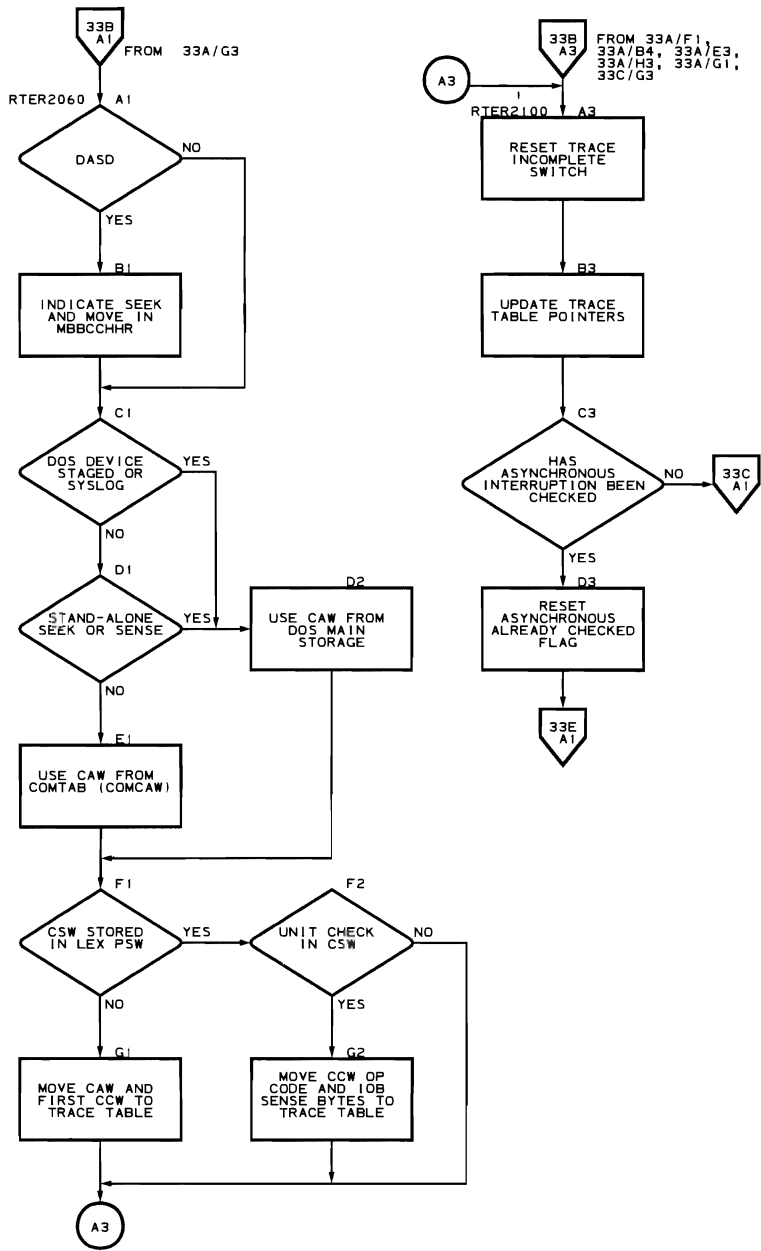 33B
A1
FROM 33A/G3
RTER2060 A1
DASD
NO
YES
B1
INDICATE SEEK
AND MOVE IN
MBBCCHHR
C1
DOS DEVICE
STAGED OR
SYSLOG
YES
NO
D1
STAND-ALONE
SEEK OR SENSE
YES
NO
D2
USE CAW FROM
DOS MAIN
STORAGE
E1
USE CAW FROM
COMTAB (COMCAW)
F1
CSW STORED
IN LEX PSW
YES
NO
F2
UNIT CHECK
IN CSW
NO
YES
G1
MOVE CAW AND
FIRST CCW TO
TRACE TABLE
G2
MOVE CCW OP
CODE AND IOB
SENSE BYTES TO
TRACE TABLE
A3
33B
A3
FROM 33A/F1,
33A/B4, 33A/E3,
33A/H3, 33A/G1,
33C/G3
A3
RTER2100 A3
RESET TRACE
INCOMPLETE
SWITCH
B3
UPDATE TRACE
TABLE POINTERS
C3
HAS
ASYNCHRONOUS
INTERRUPTION BEEN
CHECKED
NO
33C
A1
YES
D3
RESET
ASYNCHRONOUS
ALREADY CHECKED
FLAG
33E
A1